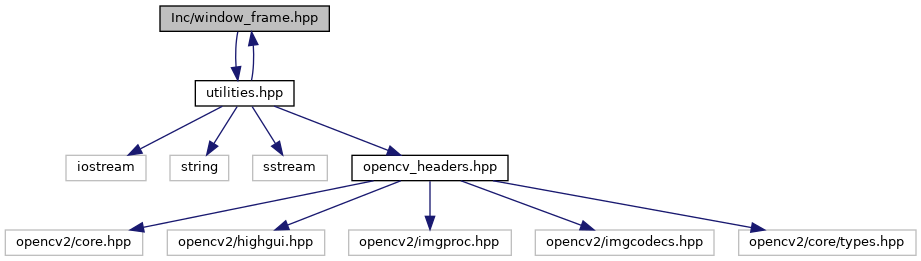 Inc/window_frame.hpp
utilities.hpp
iostream
string
sstream
opencv_headers.hpp
opencv2/core.hpp
opencv2/highgui.hpp
opencv2/imgproc.hpp
opencv2/imgcodecs.hpp
opencv2/core/types.hpp